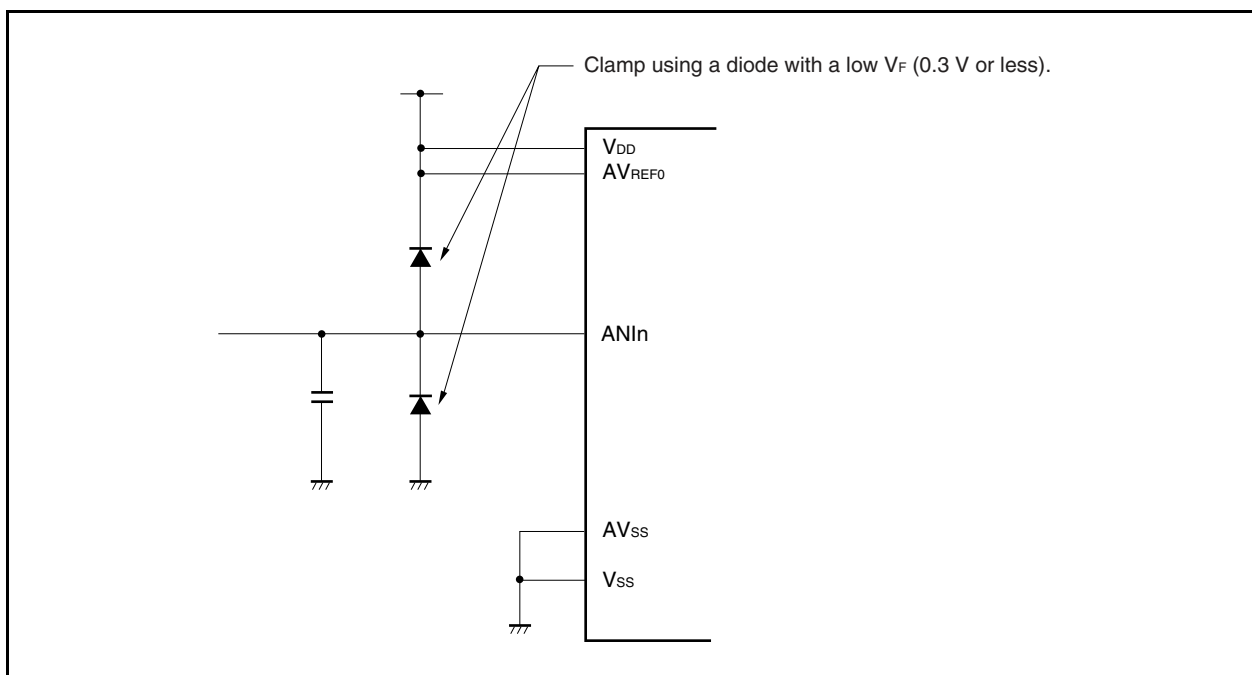 Clamp using a diode with a low VF (0.3 V or less).
VDD
AVREF0
ANIn
AVss
Vss